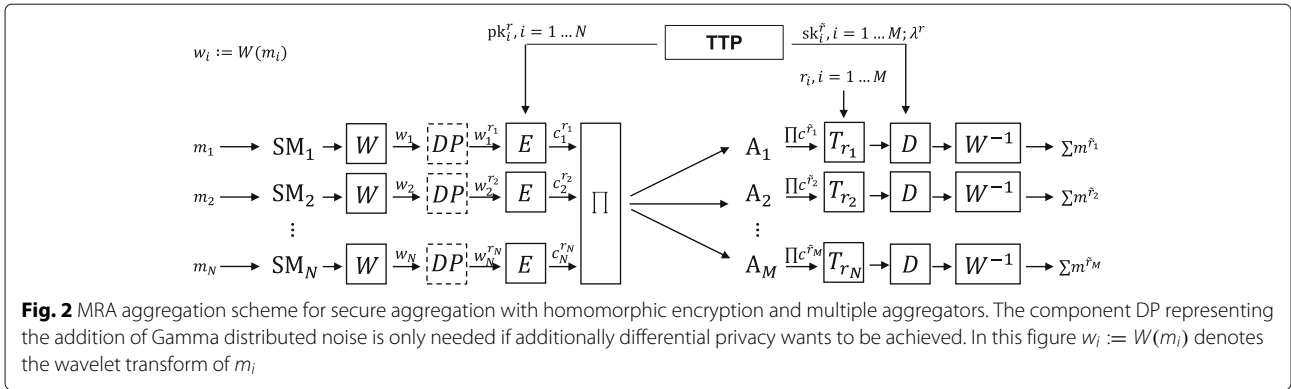 pk_i^r, i = 1 … N
TTP
sk_i^r̃, i = 1 … M; λ^r
w_i := W(m_i)
r_i, i = 1 … M
m_1 SM_1 W w_1 DP w_1^{r_1} E c_1^{r_1} A_1 ∏c^{r̃_1} T_{r_1} D W^{-1} ∑m^{r̃_1}
m_2 SM_2 W w_2 DP w_2^{r_2} E c_2^{r_2} ∏ A_2 ∏c^{r̃_2} T_{r_2} D W^{-1} ∑m^{r̃_2}
⋮ ⋮
m_N SM_N W w_N DP w_N^{r_N} E c_N^{r_N} A_M ∏c^{r̃_M} T_{r_N} D W^{-1} ∑m^{r̃_M}
Fig. 2 MRA aggregation scheme for secure aggregation with homomorphic encryption and multiple aggregators. The component DP representing
the addition of Gamma distributed noise is only needed if additionally differential privacy wants to be achieved. In this figure w_i := W(m_i) denotes
the wavelet transform of m_i